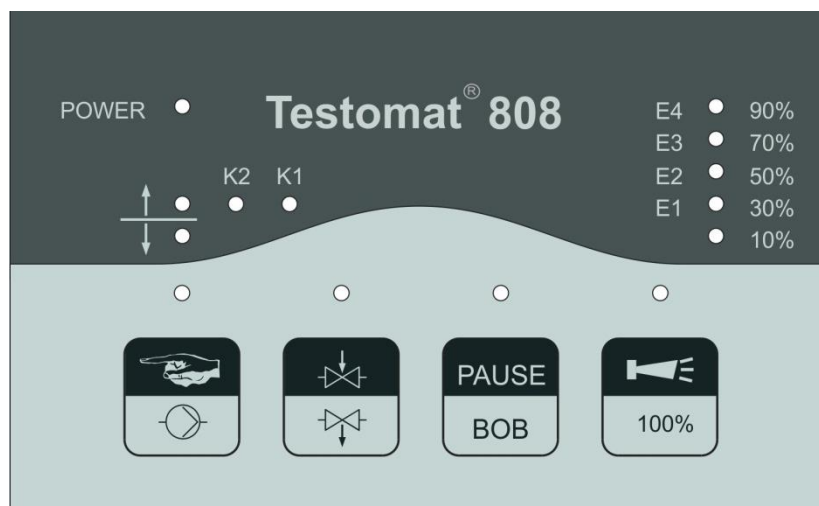 POWER
Testomat® 808
K2 K1
E4 90%
E3 70%
E2 50%
E1 30%
10%
PAUSE
BOB
100%